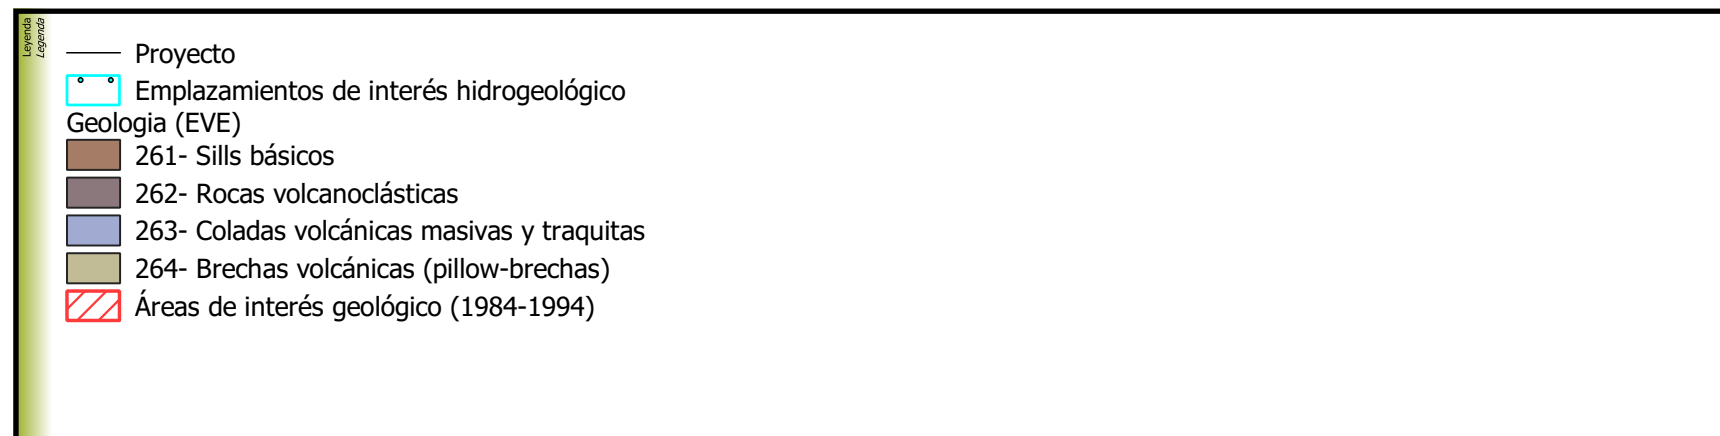 Leyenda
Legenda
Proyecto
Emplazamientos de interés hidrogeológico
Geologia (EVE)
261- Sills básicos
262- Rocas volcanoclásticas
263- Coladas volcánicas masivas y traquitas
264- Brechas volcánicas (pillow-brechas)
Áreas de interés geológico (1984-1994)